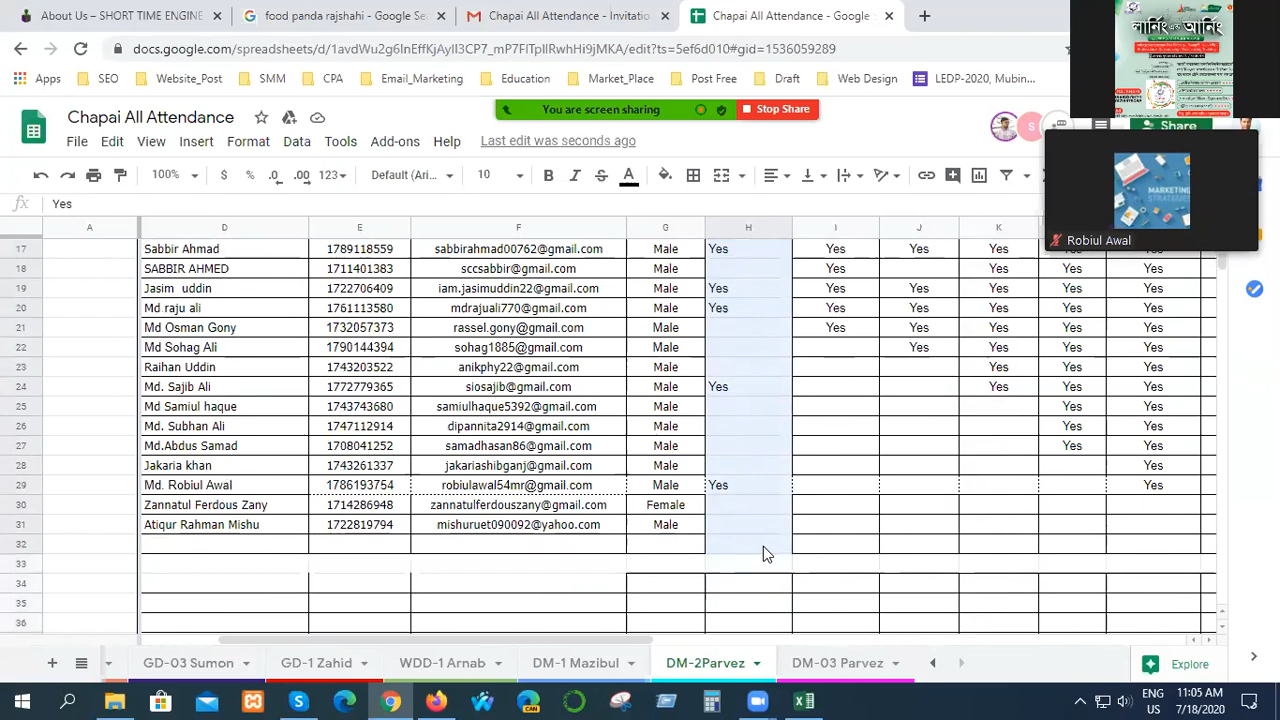 About Us – SHORT TIME ENGINE
food panda rajshahi - Google Se
Chapai All Attendance - Invitatio
Chapai All Attendance - Google
docs.google.com/spreadsheets/d/
/edit?ts=5ef6d010#gid=1536059289
Apps SEO Website_Post SMM CPA Email_Marketing Market_Place Post Free Draft Web Design LEDP-2020, Mubin...
লার্নিং এন্ড আর্নিং
Chapai All Attendance
You are screen sharing Stop Share
Share
File Edit View Insert Format Data Tools Add-ons Help Last edit was seconds ago
100% $ % .0 .00 123 Default (Ari... 10 B I S A
MARKETING STRATEGIES
Robiul Awal
fx Yes
A D E F G H I J K
17 Sabbir Ahmad 1789118559 sabbirahmad00762@gmail.com Male Yes Yes Yes Yes Yes Yes
18 SABBIR AHMED 1711401383 sccsabbir@gmail.com Male Yes Yes Yes Yes
19 Jasim uddin 1722706409 iam.jasimuddin22@gmail.com Male Yes Yes Yes Yes Yes Yes
20 Md raju ali 1761113580 mdrajuali770@gmail.com Male Yes Yes Yes Yes Yes Yes
21 Md Osman Gony 1732057373 rassel.gony@gmail.com Male Yes Yes Yes Yes Yes
22 Md Sohag Ali 1790144394 sohag1885@gmail.com Male Yes Yes Yes Yes
23 Raihan Uddin 1743203522 anikphy22@gmail.com Male Yes Yes Yes
24 Md. Sajib Ali 1772779365 siosajib@gmail.com Male Yes Yes Yes Yes
25 Md Samiul haque 1743743680 samiulhaque5392@gmail.com Male Yes Yes
26 Md. Subhan Ali 1747112914 dipannita2914@gmail.com Male Yes Yes
27 Md.Abdus Samad 1708041252 samadhasan86@gmail.com Male Yes Yes
28 Jakaria khan 1743261337 jakariashibganj@gmail.com Male Yes
29 Md. Robiul Awal 1786193754 robiulawal54mr@gmail.com Male Yes Yes
30 Zannatul Ferdous Zany 1714286948 zannatulferdouszany@gmail.com Female
31 Atiqur Rahman Mishu 1722819794 mishuruet090092@yahoo.com Male
32
33
34
35
36
GD-03 Sumon GD-1 Zahid WDD-1 Arnab DM-1 Mazibul DM-2Parvez DM-03 Parvez Explore
ENG US
11:05 AM
7/18/2020